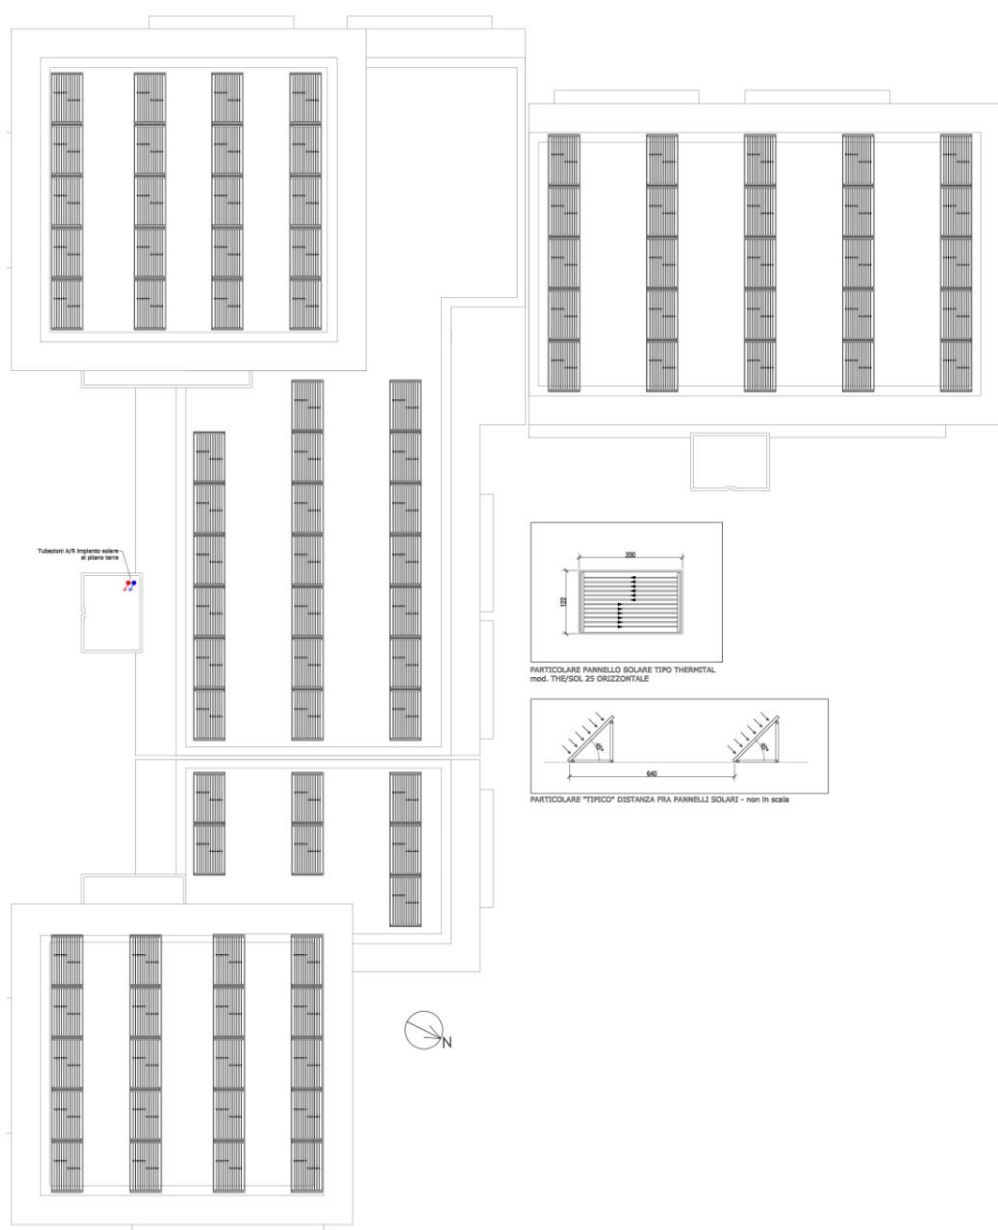 Tubazioni A/R Impianto solare
al piano terra
200
122
PARTICOLARE PANNELLO SOLARE TIPO THERMITAL
mod. THE/SOL 25 ORIZZONTALE
640
PARTICOLARE "TIPICO" DISTANZA FRA PANNELLI SOLARI - non in scala
N